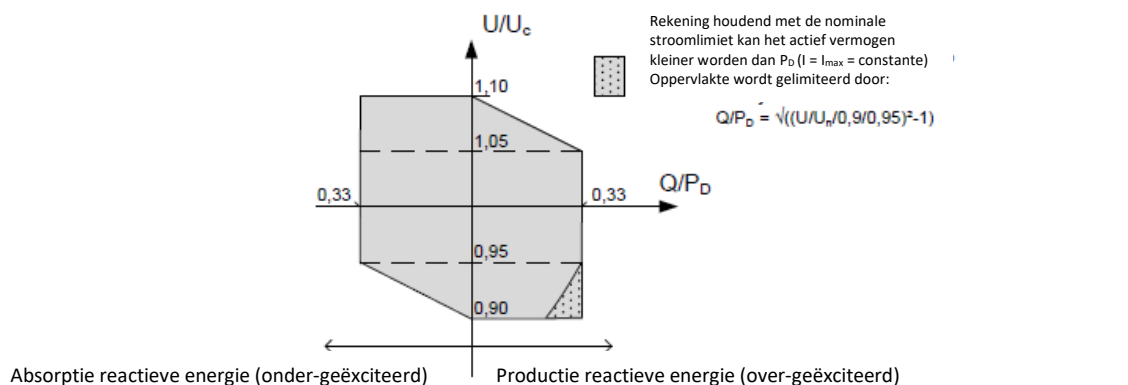 U/Uc
Rekening houdend met de nominale
stroomlimiet kan het actief vermogen
kleiner worden dan PD (I = Imax = constante)
Oppervlakte wordt gelimiteerd door:
Q/PD = √((U/Un/0,9/0,95)²-1)
1,10
1,05
0,33
0,33
Q/PD
0,95
0,90
Absorptie reactieve energie (onder-geëxciteerd)
Productie reactieve energie (over-geëxciteerd)